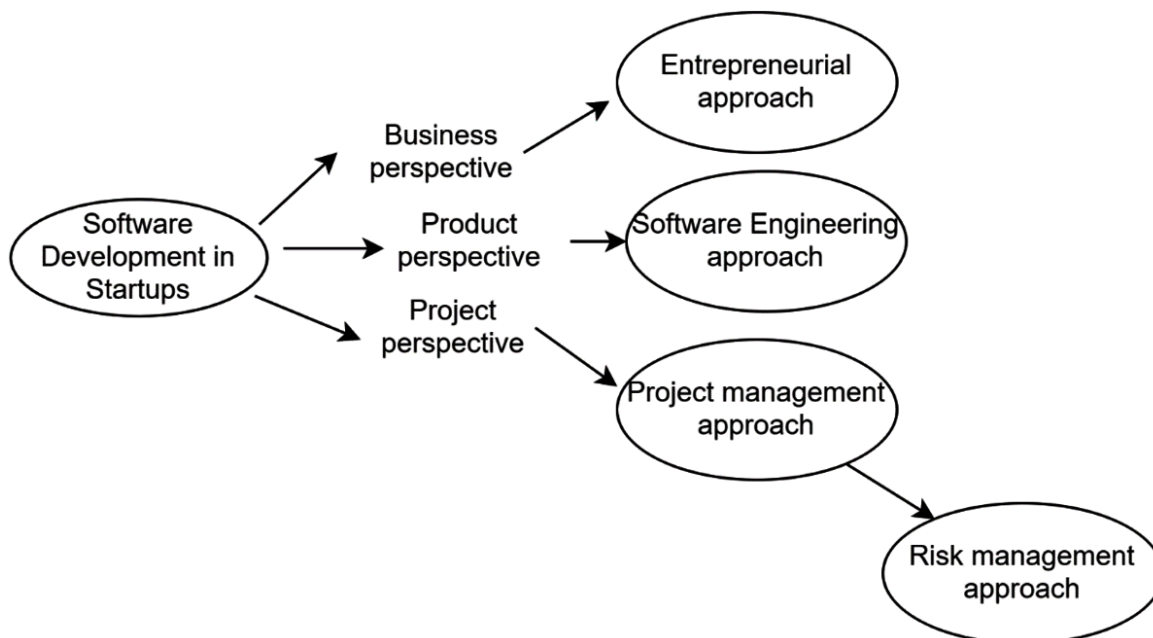 Entrepreneurial
approach
Business
perspective
Software
Development in
Startups
Product
perspective
Software Engineering
approach
Project
perspective
Project management
approach
Risk management
approach